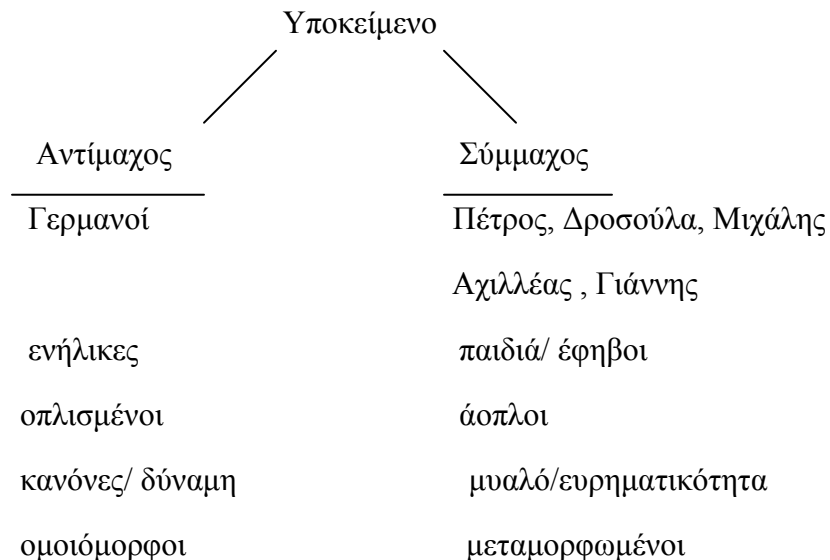 Υποκείμενο
Αντίμαχος Σύμμαχος
Γερμανοί Πέτρος, Δροσούλα, Μιχάλης
Αχιλλέας , Γιάννης
ενήλικες παιδιά/ έφηβοι
οπλισμένοι άοπλοι
κανόνες/ δύναμη μυαλό/ευρηματικότητα
ομοιόμορφοι μεταμορφωμένοι